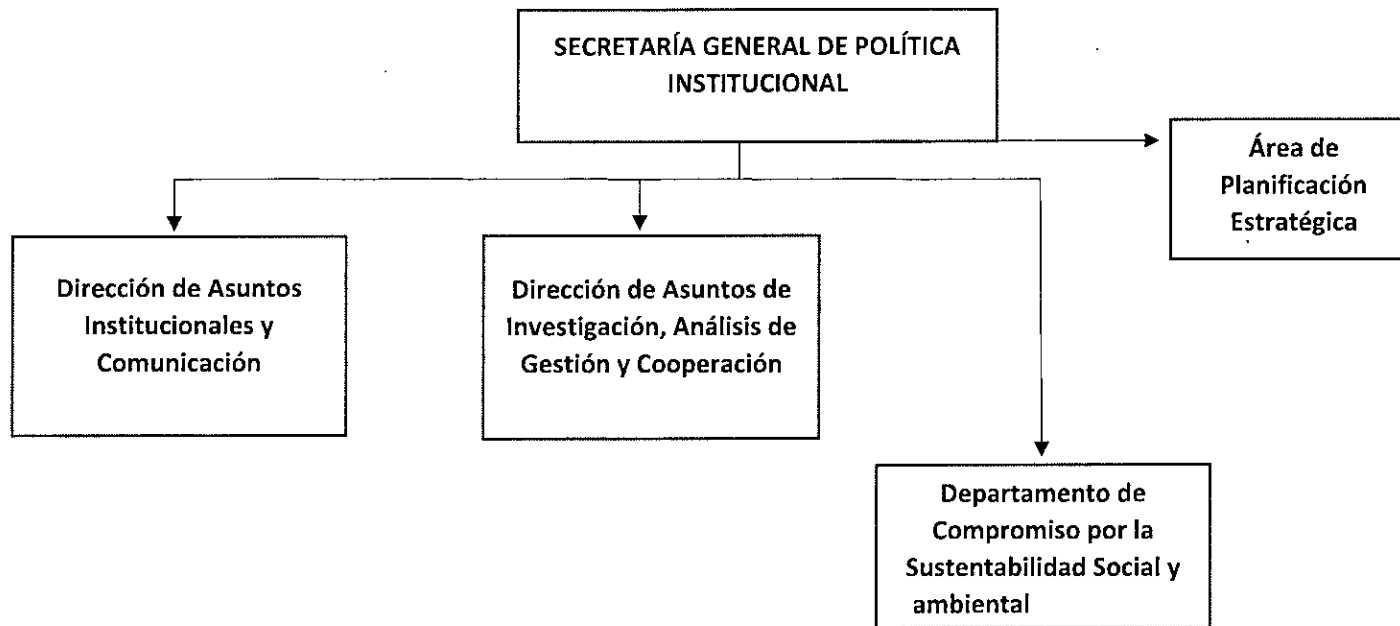 SECRETARÍA GENERAL DE POLÍTICA
INSTITUCIONAL
Área de
Planificación
Estratégica
Dirección de Asuntos
Institucionales y
Comunicación
Dirección de Asuntos de
Investigación, Análisis de
Gestión y Cooperación
Departamento de
Compromiso por la
Sustentabilidad Social y
ambiental